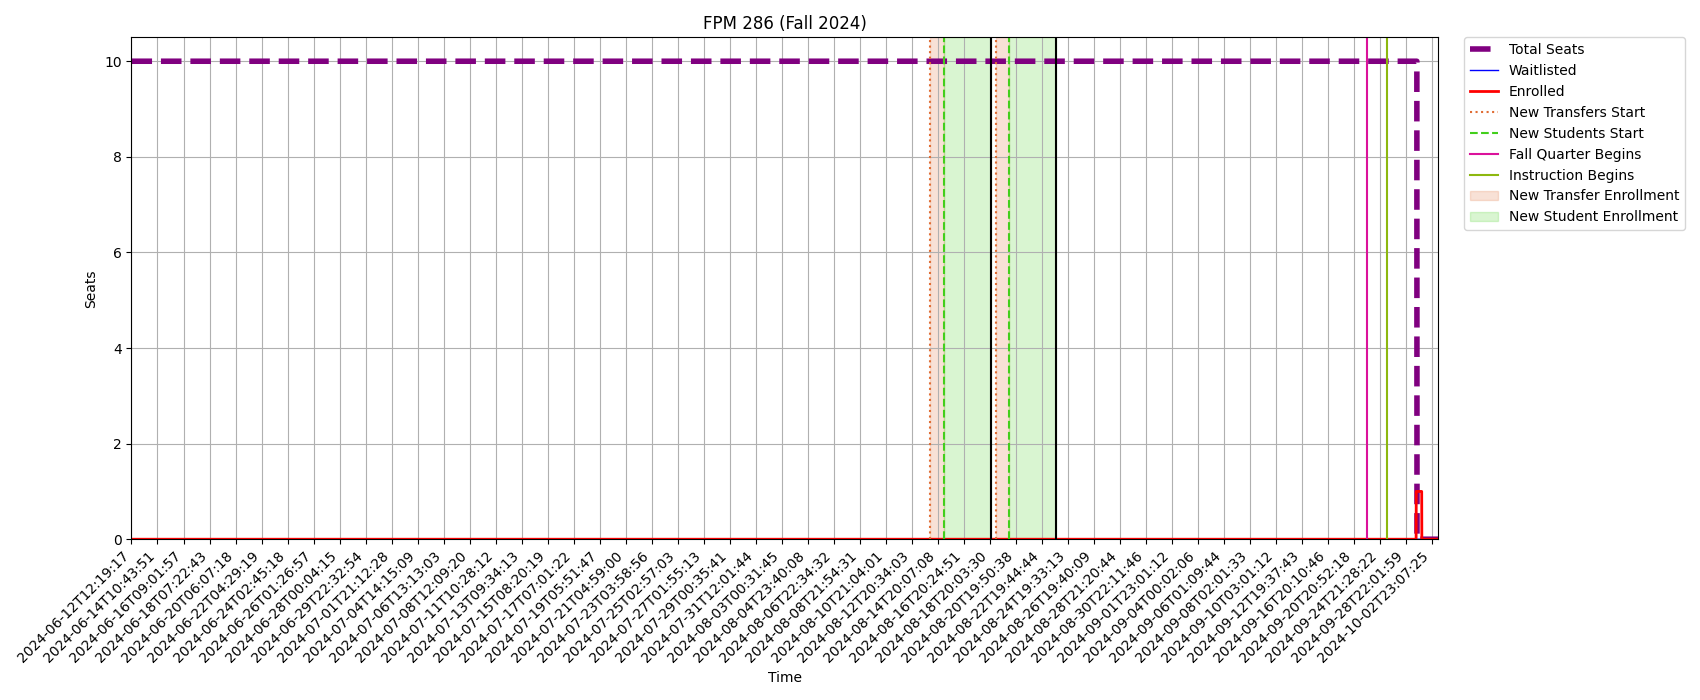 FPM 286 (Fall 2024)
Total Seats
Waitlisted
Enrolled
New Transfers Start
New Students Start
Fall Quarter Begins
Instruction Begins
New Transfer Enrollment
New Student Enrollment
Seats
10
8
6
4
2
0
2024-06-12T12:19:17
2024-06-14T10:43:51
2024-06-16T09:01:57
2024-06-18T07:22:43
2024-06-20T06:07:18
2024-06-22T04:29:19
2024-06-24T02:45:18
2024-06-26T01:26:57
2024-06-28T00:04:15
2024-06-29T22:32:54
2024-07-01T21:12:28
2024-07-04T14:15:09
2024-07-06T13:13:03
2024-07-08T12:09:20
2024-07-11T10:28:12
2024-07-13T09:34:13
2024-07-15T08:20:19
2024-07-17T07:01:22
2024-07-19T05:51:47
2024-07-21T04:59:00
2024-07-23T03:58:56
2024-07-25T02:57:03
2024-07-27T01:55:13
2024-07-29T00:35:41
2024-07-31T12:01:44
2024-08-03T00:31:45
2024-08-04T23:40:08
2024-08-06T22:34:32
2024-08-08T21:54:31
2024-08-10T21:04:01
2024-08-12T20:34:03
2024-08-14T20:07:08
2024-08-16T20:24:51
2024-08-18T20:03:30
2024-08-20T19:50:38
2024-08-22T19:44:44
2024-08-24T19:33:13
2024-08-26T19:40:09
2024-08-28T21:20:44
2024-08-30T22:11:46
2024-09-01T23:01:12
2024-09-04T00:02:06
2024-09-06T01:09:44
2024-09-08T02:01:33
2024-09-10T03:01:12
2024-09-12T19:37:43
2024-09-16T20:10:46
2024-09-20T20:52:18
2024-09-24T21:28:22
2024-09-28T22:01:59
2024-10-02T23:07:25
Time